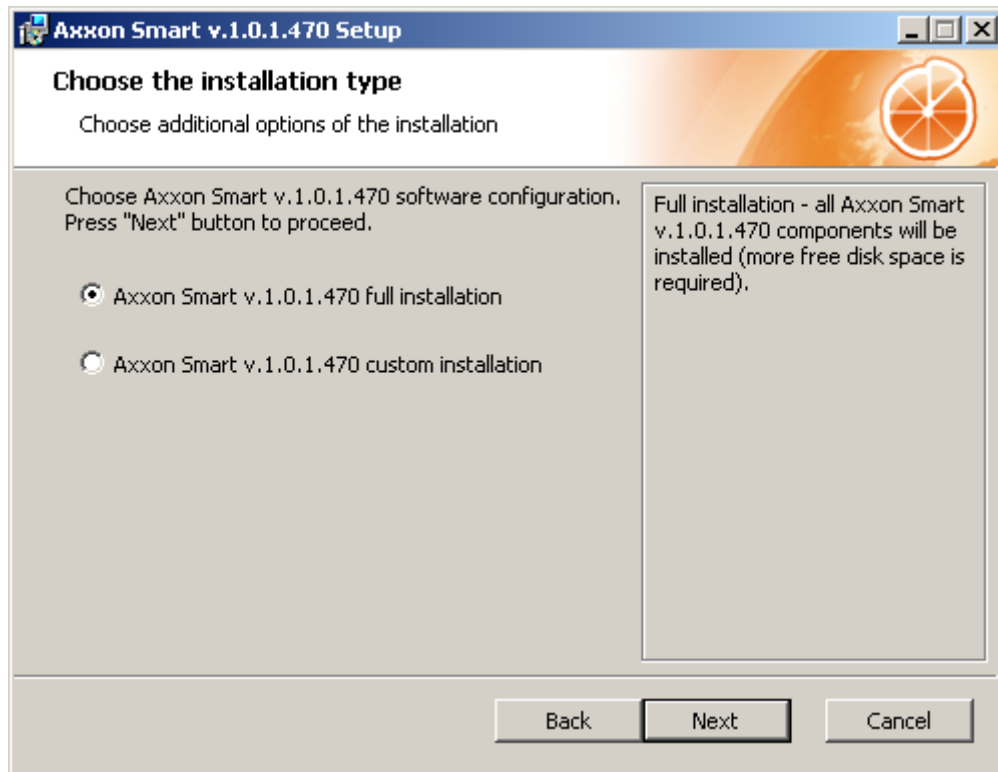 Axxon Smart v.1.0.1.470 Setup
Choose the installation type
Choose additional options of the installation
Choose Axxon Smart v.1.0.1.470 software configuration.
Press "Next" button to proceed.
Axxon Smart v.1.0.1.470 full installation
Axxon Smart v.1.0.1.470 custom installation
Full installation - all Axxon Smart
v.1.0.1.470 components will be
installed (more free disk space is
required).
Back
Next
Cancel